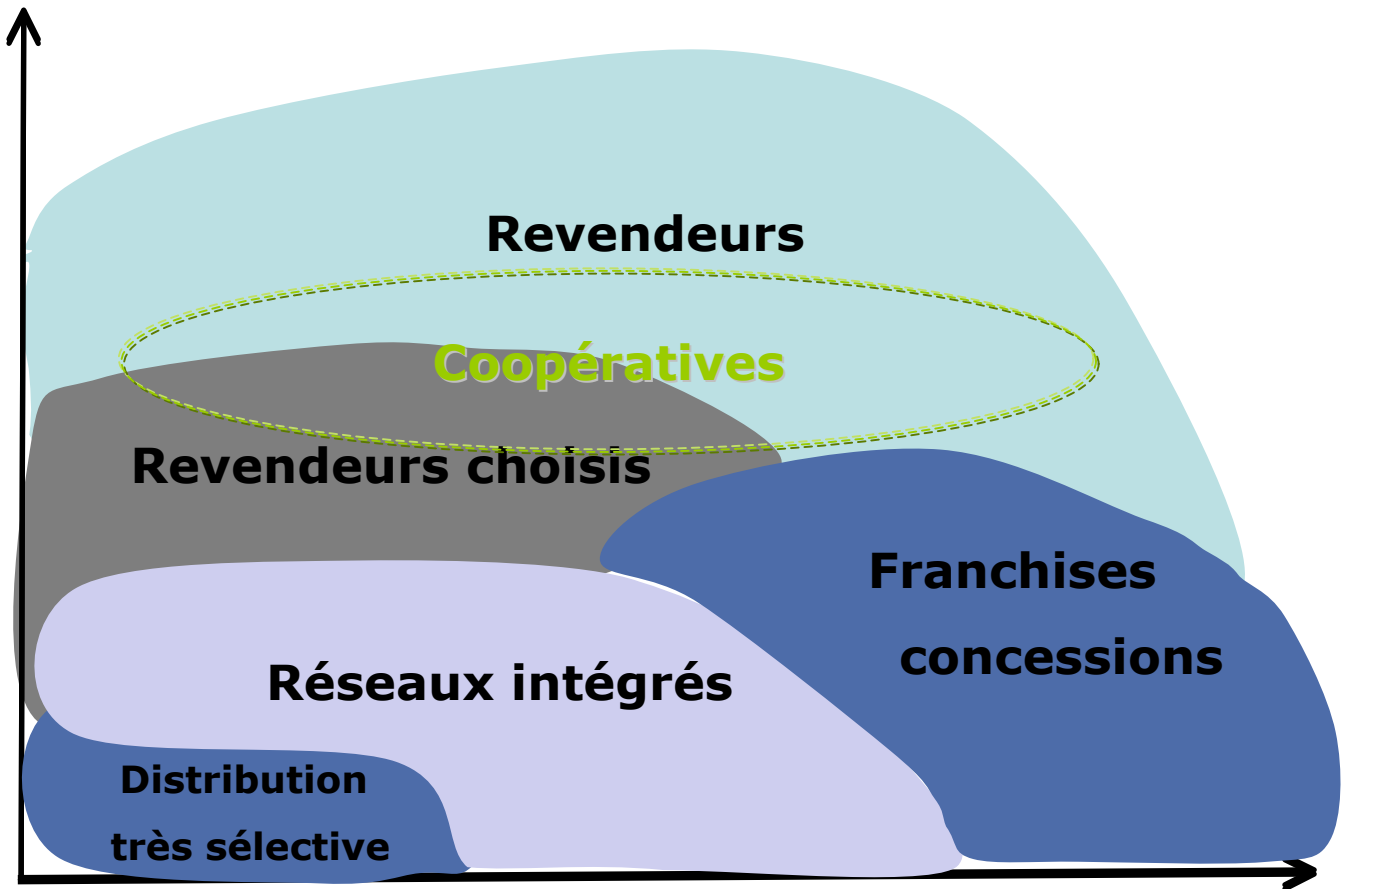 Revendeurs
Coopératives
Revendeurs choisis
Franchises
concessions
Réseaux intégrés
Distribution
très sélective